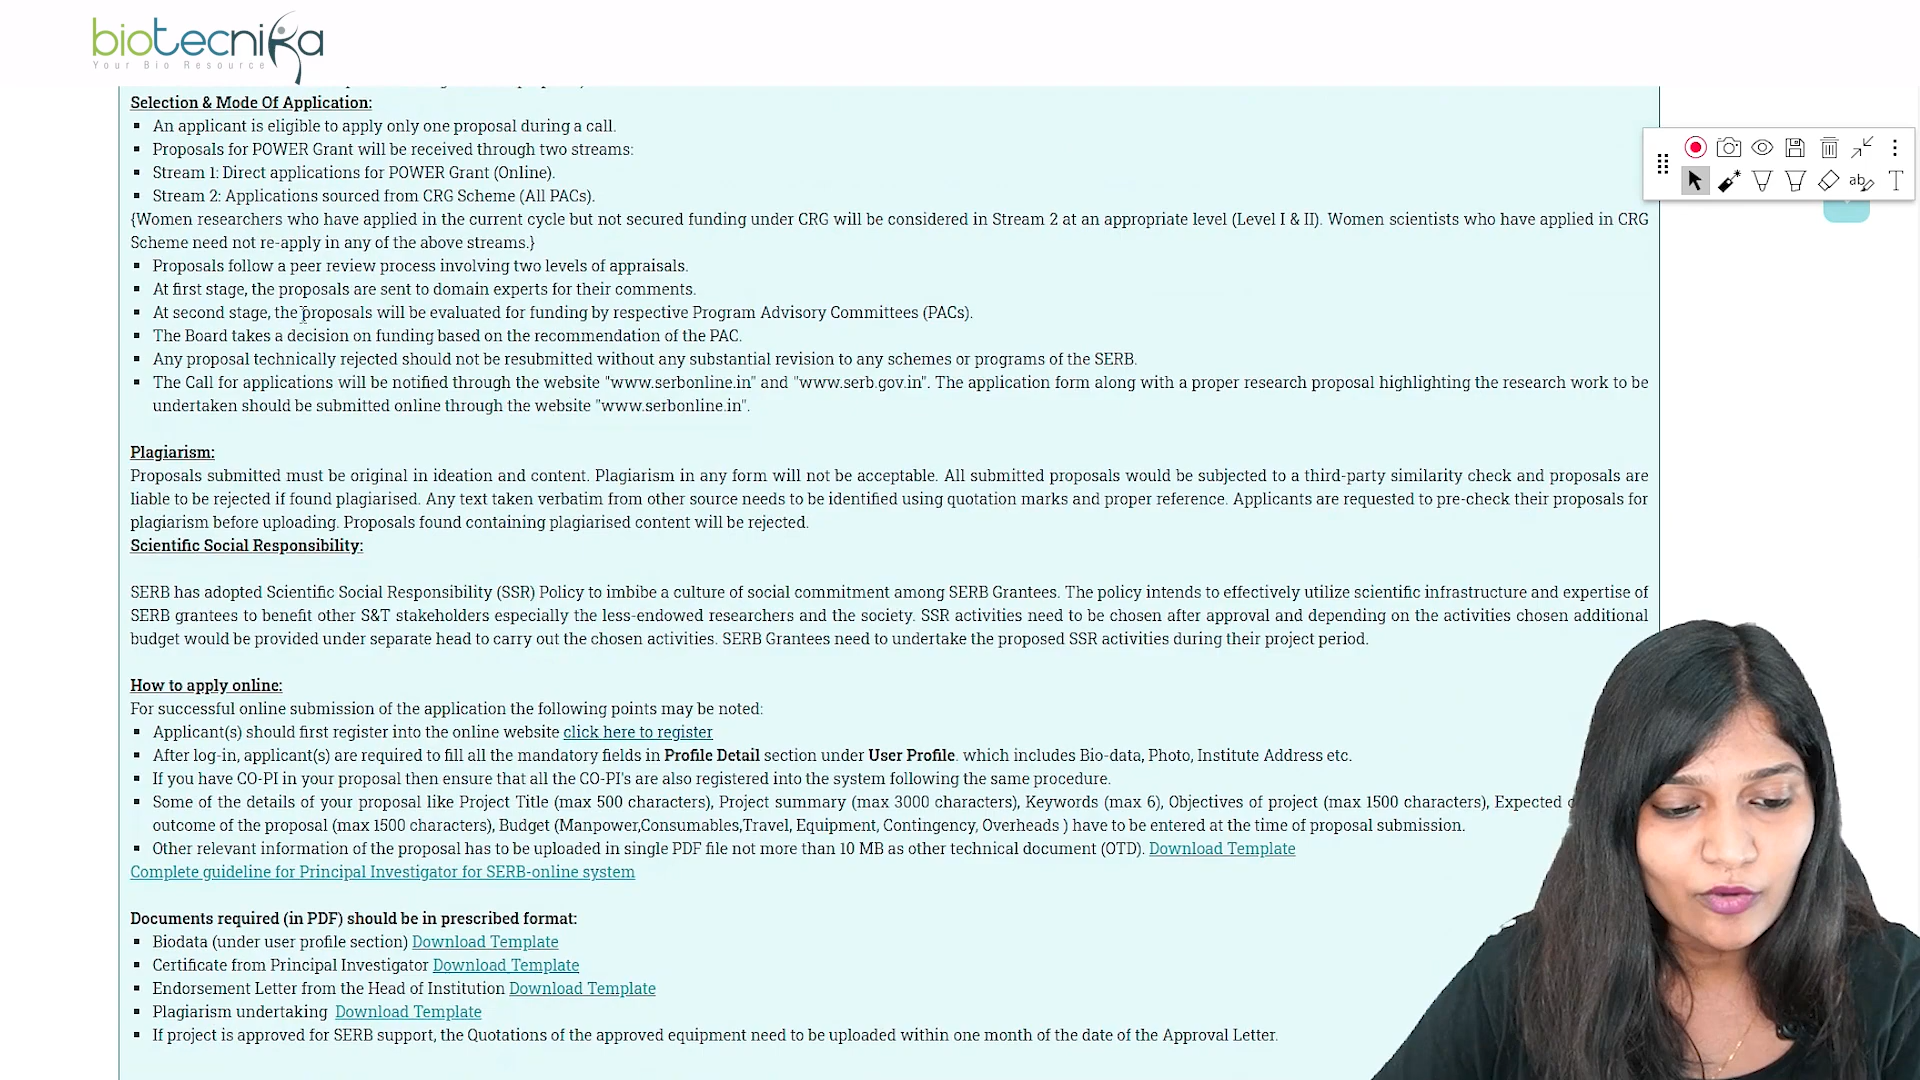 biotecnika
Your Bio Resource
Selection & Mode Of Application:
▪ An applicant is eligible to apply only one proposal during a call.
▪ Proposals for POWER Grant will be received through two streams:
▪ Stream 1: Direct applications for POWER Grant (Online).
▪ Stream 2: Applications sourced from CRG Scheme (All PACs).
{Women researchers who have applied in the current cycle but not secured funding under CRG will be considered in Stream 2 at an appropriate level (Level I & II). Women scientists who have applied in CRG
Scheme need not re-apply in any of the above streams.}
▪ Proposals follow a peer review process involving two levels of appraisals.
▪ At first stage, the proposals are sent to domain experts for their comments.
▪ At second stage, the proposals will be evaluated for funding by respective Program Advisory Committees (PACs).
▪ The Board takes a decision on funding based on the recommendation of the PAC.
▪ Any proposal technically rejected should not be resubmitted without any substantial revision to any schemes or programs of the SERB.
▪ The Call for applications will be notified through the website "www.serbonline.in" and "www.serb.gov.in". The application form along with a proper research proposal highlighting the research work to be
undertaken should be submitted online through the website "www.serbonline.in".
Plagiarism:
Proposals submitted must be original in ideation and content. Plagiarism in any form will not be acceptable. All submitted proposals would be subjected to a third-party similarity check and proposals are
liable to be rejected if found plagiarised. Any text taken verbatim from other source needs to be identified using quotation marks and proper reference. Applicants are requested to pre-check their proposals for
plagiarism before uploading. Proposals found containing plagiarised content will be rejected.
Scientific Social Responsibility:
SERB has adopted Scientific Social Responsibility (SSR) Policy to imbibe a culture of social commitment among SERB Grantees. The policy intends to effectively utilize scientific infrastructure and expertise of
SERB grantees to benefit other S&T stakeholders especially the less-endowed researchers and the society. SSR activities need to be chosen after approval and depending on the activities chosen additional
budget would be provided under separate head to carry out the chosen activities. SERB Grantees need to undertake the proposed SSR activities during their project period.
How to apply online:
For successful online submission of the application the following points may be noted:
▪ Applicant(s) should first register into the online website click here to register
▪ After log-in, applicant(s) are required to fill all the mandatory fields in Profile Detail section under User Profile. which includes Bio-data, Photo, Institute Address etc.
▪ If you have CO-PI in your proposal then ensure that all the CO-PI's are also registered into the system following the same procedure.
▪ Some of the details of your proposal like Project Title (max 500 characters), Project summary (max 3000 characters), Keywords (max 6), Objectives of project (max 1500 characters), Expected
outcome of the proposal (max 1500 characters), Budget (Manpower,Consumables,Travel, Equipment, Contingency, Overheads ) have to be entered at the time of proposal submission.
▪ Other relevant information of the proposal has to be uploaded in single PDF file not more than 10 MB as other technical document (OTD). Download Template
Complete guideline for Principal Investigator for SERB-online system
Documents required (in PDF) should be in prescribed format:
▪ Biodata (under user profile section) Download Template
▪ Certificate from Principal Investigator Download Template
▪ Endorsement Letter from the Head of Institution Download Template
▪ Plagiarism undertaking Download Template
▪ If project is approved for SERB support, the Quotations of the approved equipment need to be uploaded within one month of the date of the Approval Letter.